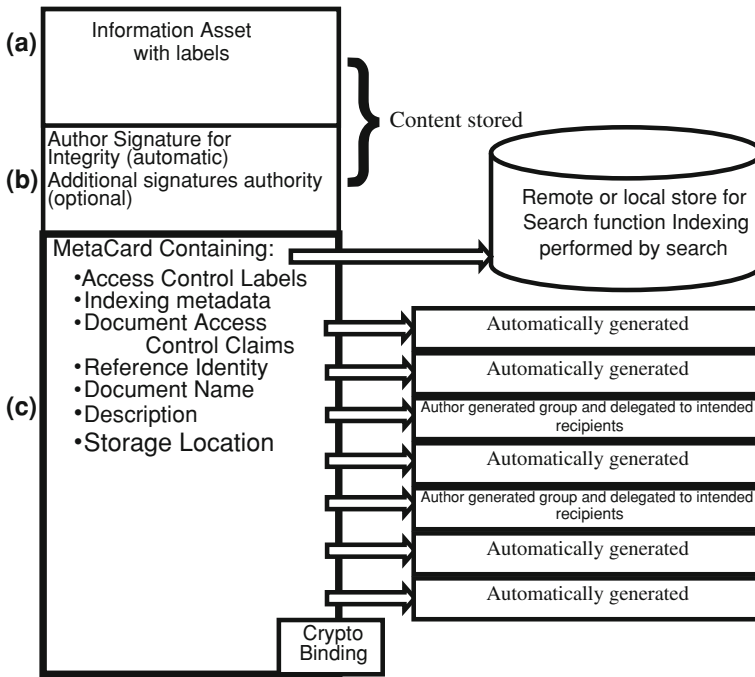 (a)
Information Asset
with labels
Content stored
(b)
Author Signature for
Integrity (automatic)
Additional signatures authority
(optional)
Remote or local store for
Search function Indexing
performed by search
(c)
MetaCard Containing:
•Access Control Labels
•Indexing metadata
•Document Access
Control Claims
•Reference Identity
•Document Name
•Description
•Storage Location
Automatically generated
Automatically generated
Author generated group and delegated to intended
recipients
Automatically generated
Author generated group and delegated to intended
recipients
Automatically generated
Automatically generated
Crypto
Binding